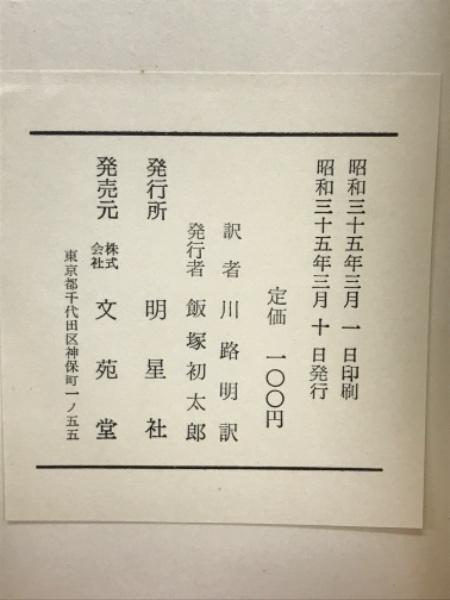 昭和三十五年三月一日印刷
昭和三十五年三月十日発行
定価 一〇〇円
訳者 川路明訳
発行者 飯塚初太郎
発行所 明星社
発売元 株式会社 文苑堂
東京都千代田区神保町一ノ五五